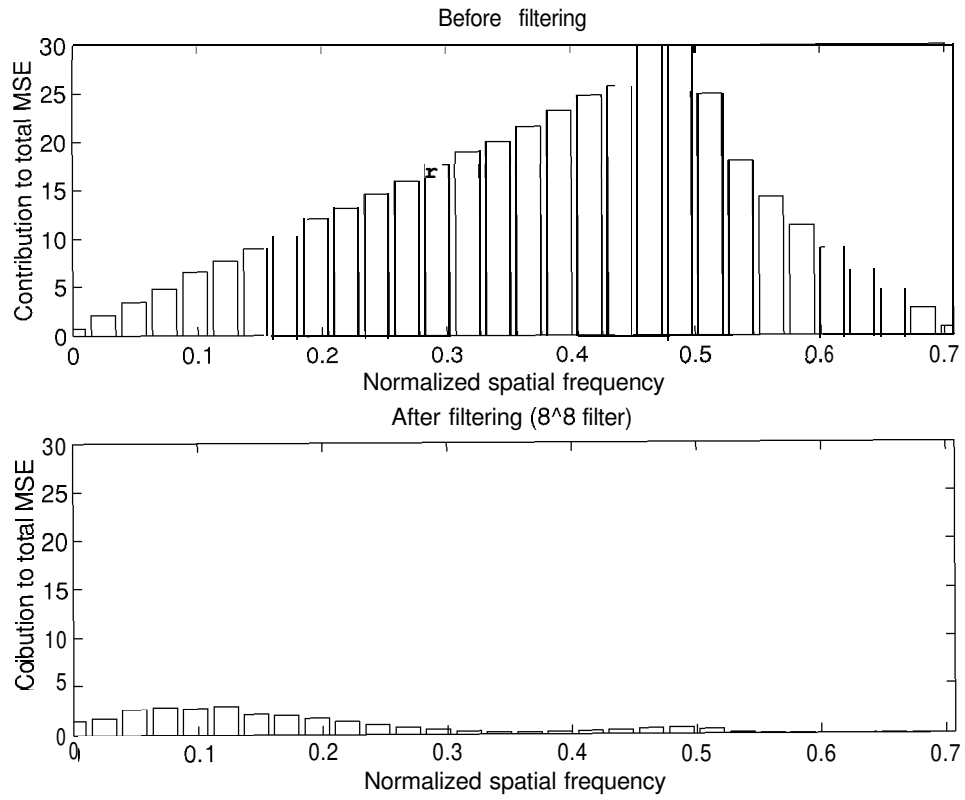 Before filtering
Contribution to total MSE
30
25
20
15
10
5
0
r
0 0.1 0.2 0.3 0.4 0.5 0.6 0.7
Normalized spatial frequency
After filtering (8^8 filter)
Coibution to total MSE
30
25
20
15
10
5
0
0 0.1 0.2 0.3 0.4 0.5 0.6 0.7
Normalized spatial frequency